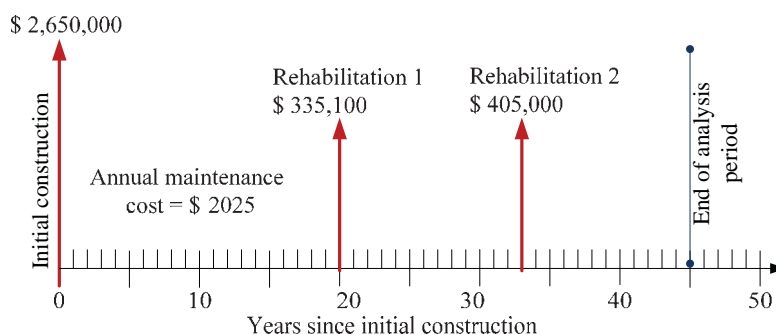 $ 2,650,000
Initial construction
Annual maintenance
cost = $ 2025
Rehabilitation 1
$ 335,100
Rehabilitation 2
$ 405,000
End of analysis
period
0 10 20 30 40 50
Years since initial construction